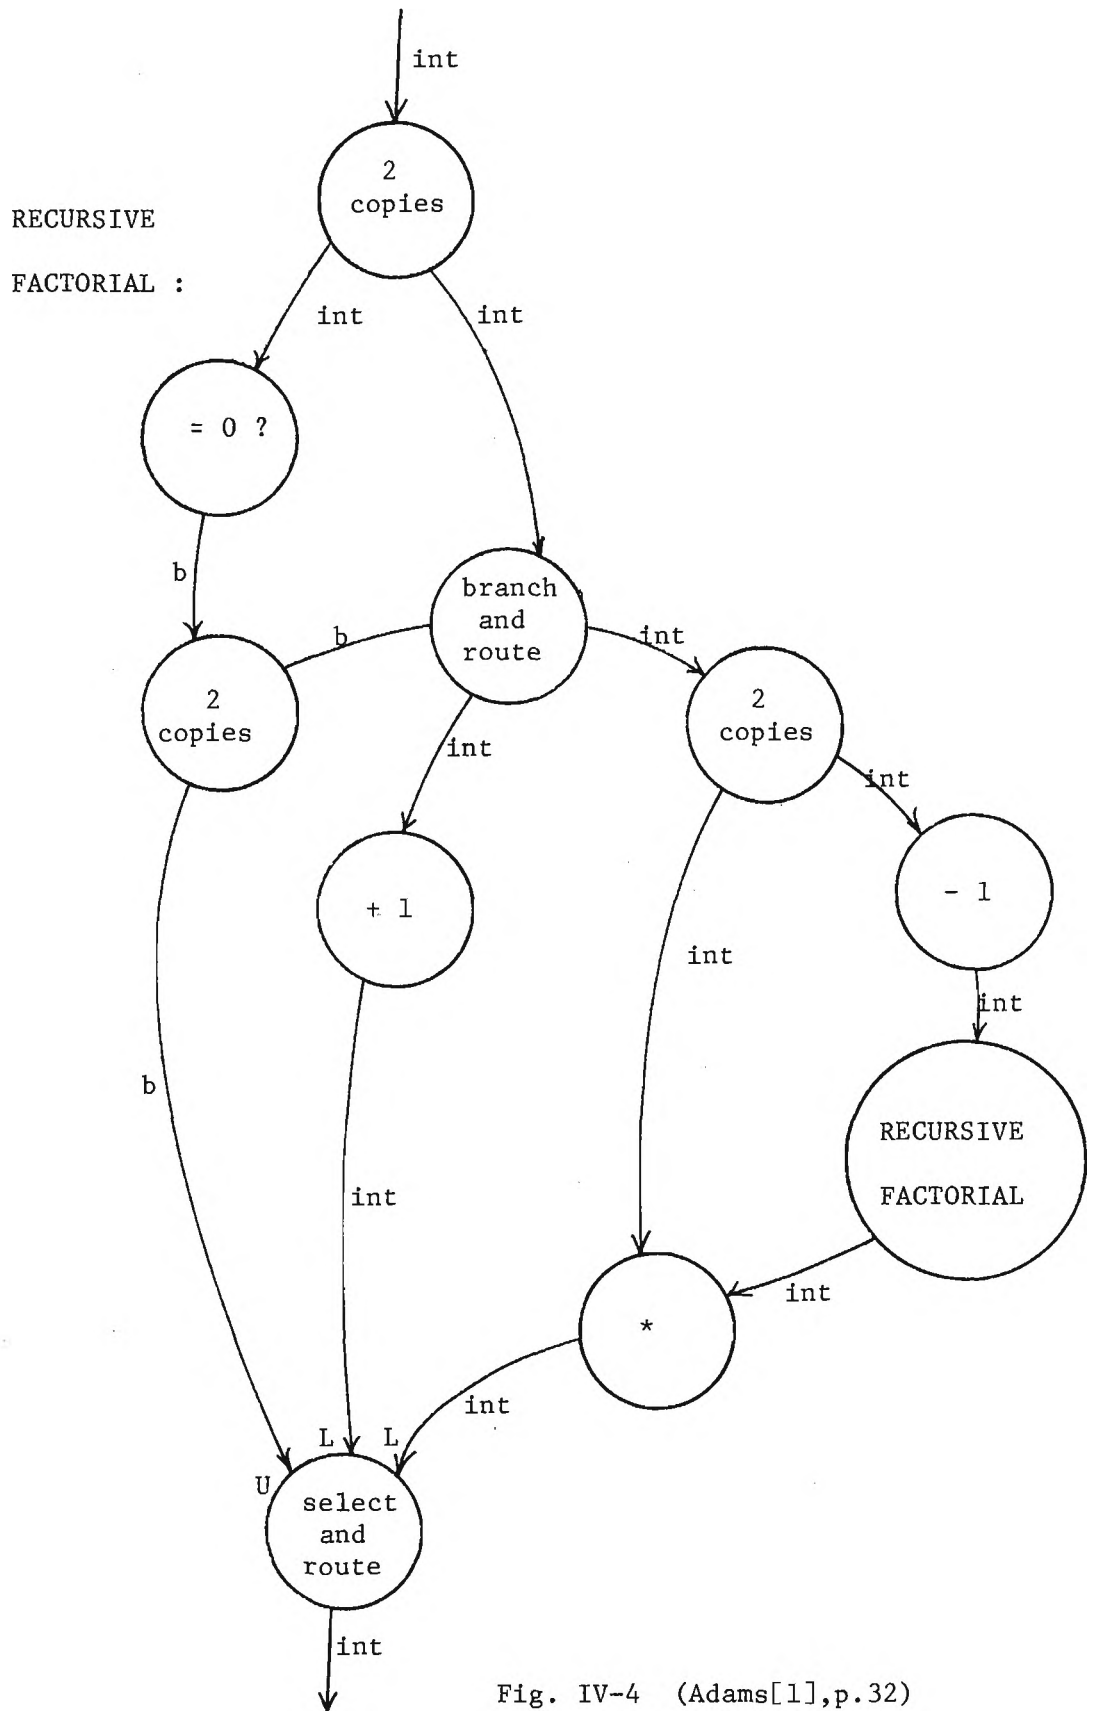 int
2
copies
RECURSIVE
FACTORIAL :
int
int
= 0 ?
b
branch
and
route
b
int
2
copies
2
copies
int
int
+ 1
- 1
int
int
b
RECURSIVE
FACTORIAL
int
int
*
int
L
L
U
select
and
route
int
Fig. IV-4 (Adams[1],p.32)